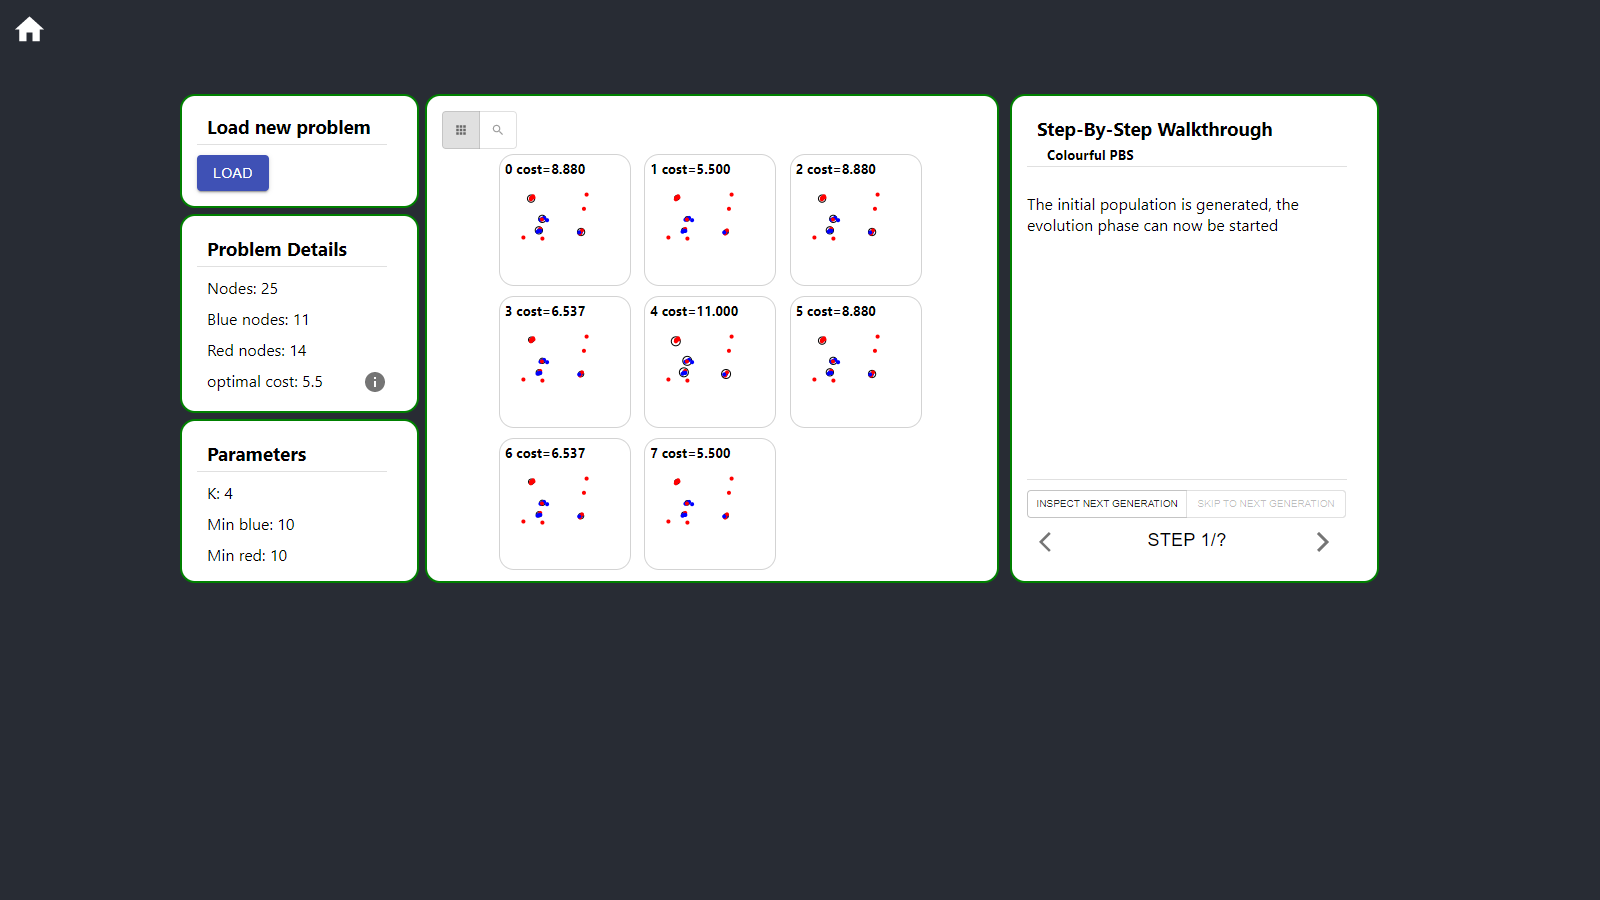 Load new problem
LOAD
Problem Details
Nodes: 25
Blue nodes: 11
Red nodes: 14
optimal cost: 5.5
Parameters
K: 4
Min blue: 10
Min red: 10
0 cost=8.880
1 cost=5.500
2 cost=8.880
3 cost=6.537
4 cost=11.000
5 cost=8.880
6 cost=6.537
7 cost=5.500
Step-By-Step Walkthrough
Colourful PBS
The initial population is generated, the
evolution phase can now be started
INSPECT NEXT GENERATION
SKIP TO NEXT GENERATION
STEP 1/?